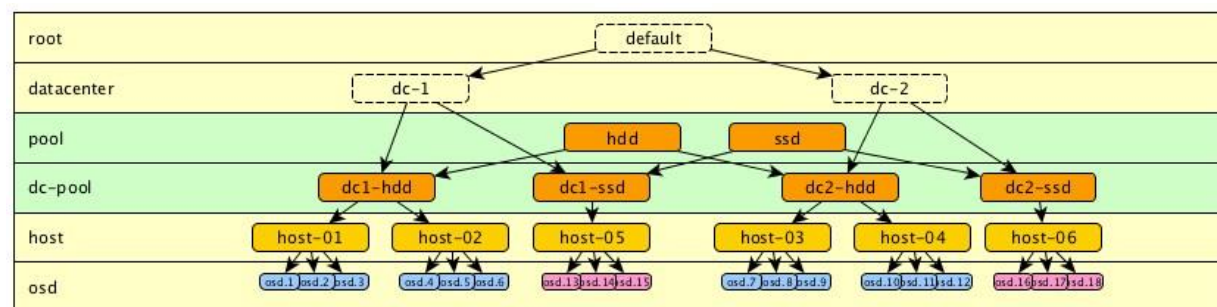 root default
datacenter dc-1 dc-2
pool hdd ssd
dc-pool dc1-hdd dc1-ssd dc2-hdd dc2-ssd
host host-01 host-02 host-05 host-03 host-04 host-06
osd osd.1 osd.2 osd.3 osd.4 osd.5 osd.6 osd.13 osd.14 osd.15 osd.7 osd.8 osd.9 osd.10 osd.11 osd.12 osd.16 osd.17 osd.18